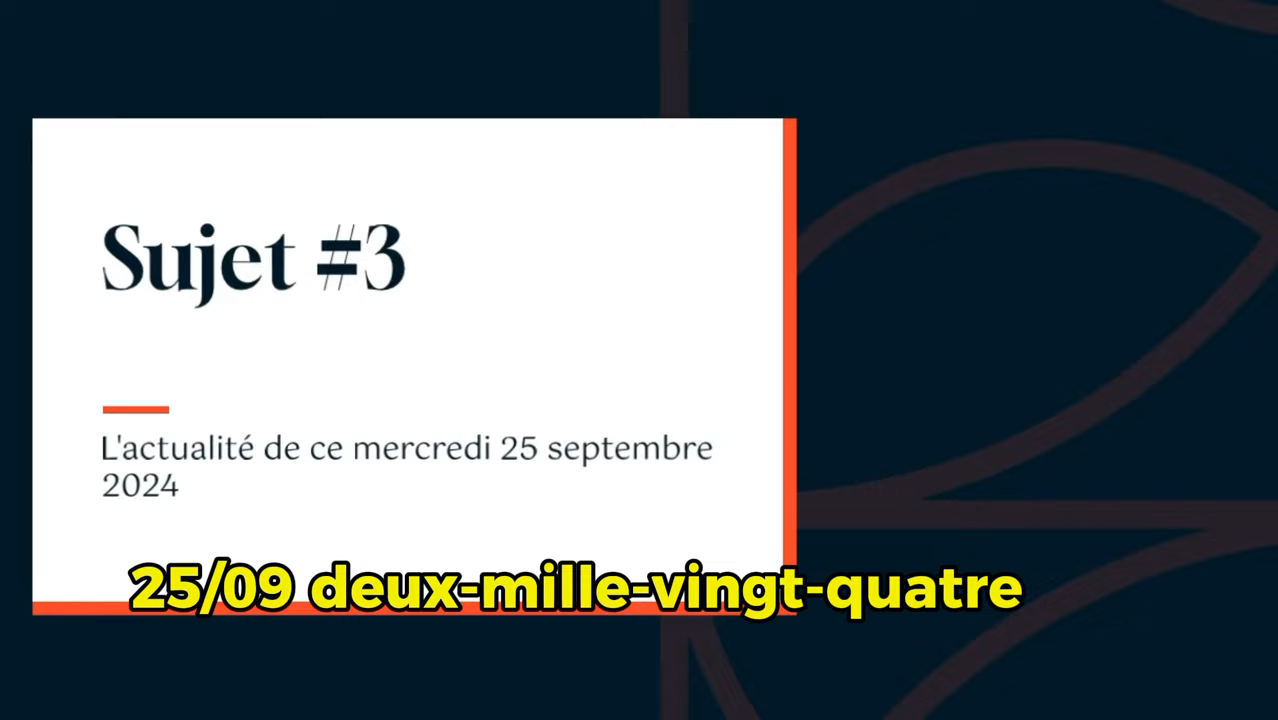 Sujet #3
L'actualité de ce mercredi 25 septembre
2024
25/09 deux-mille-vingt-quatre